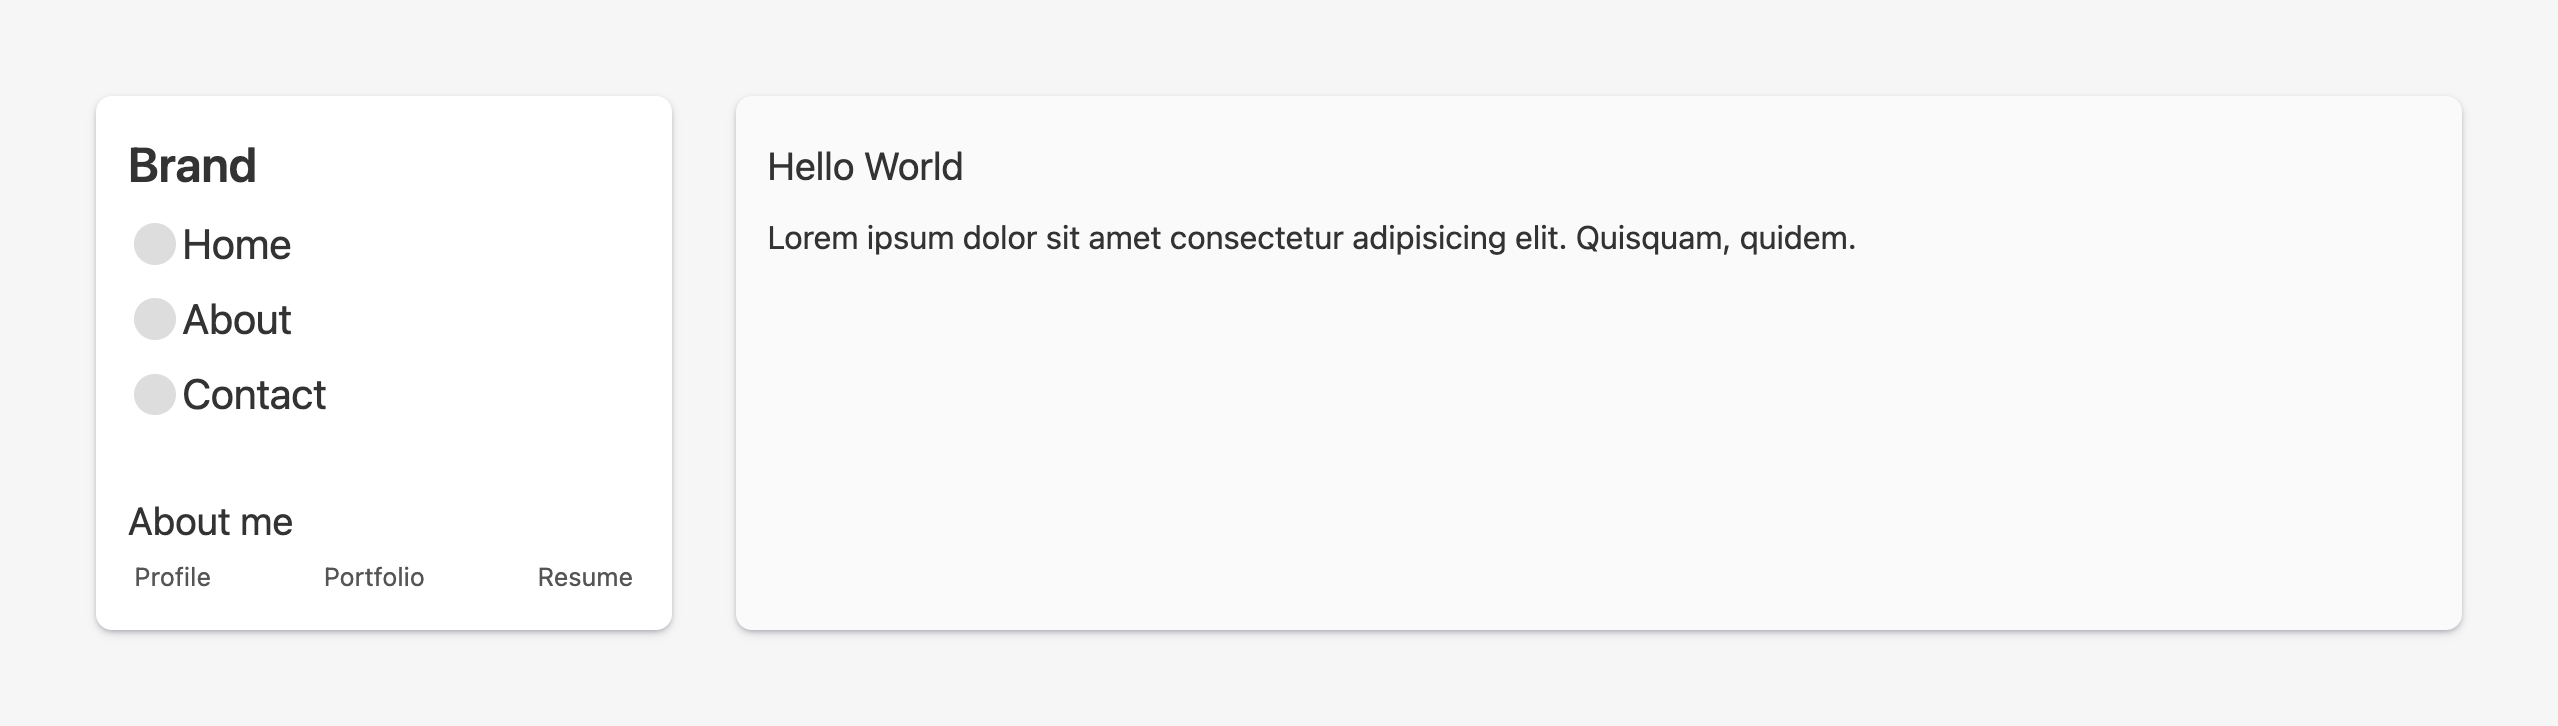 Brand
Home
About
Contact
About me
Profile Portfolio Resume
Hello World
Lorem ipsum dolor sit amet consectetur adipisicing elit. Quisquam, quidem.